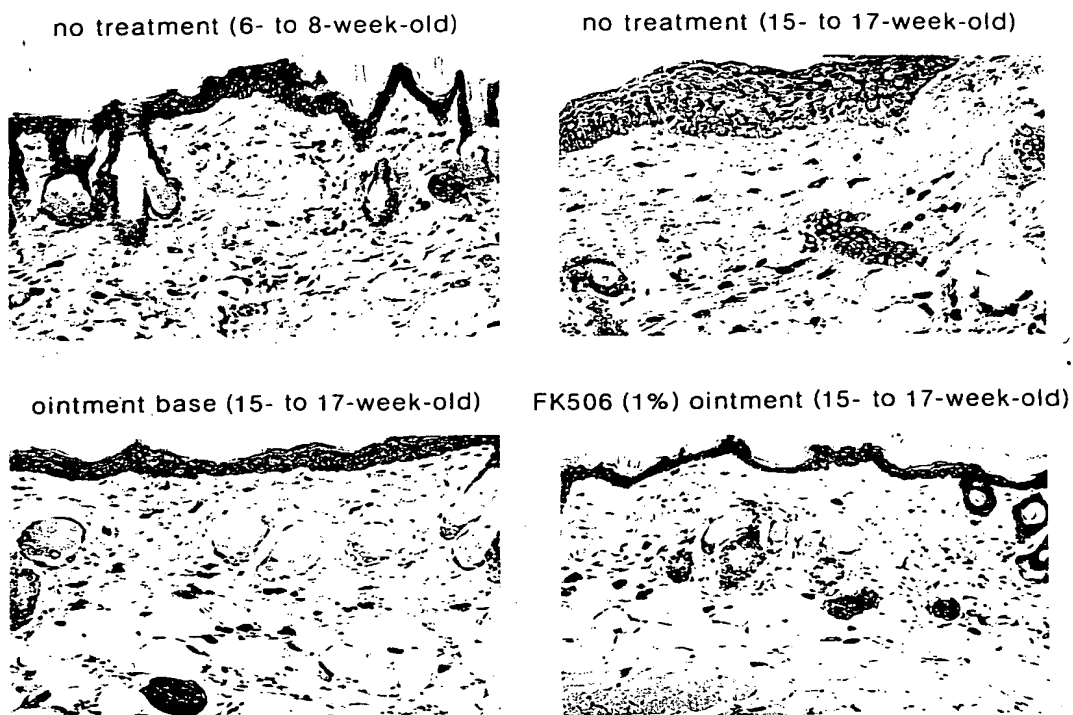 no treatment (6- to 8-week-old)
no treatment (15- to 17-week-old)
ointment base (15- to 17-week-old)
FK506 (1%) ointment (15- to 17-week-old)